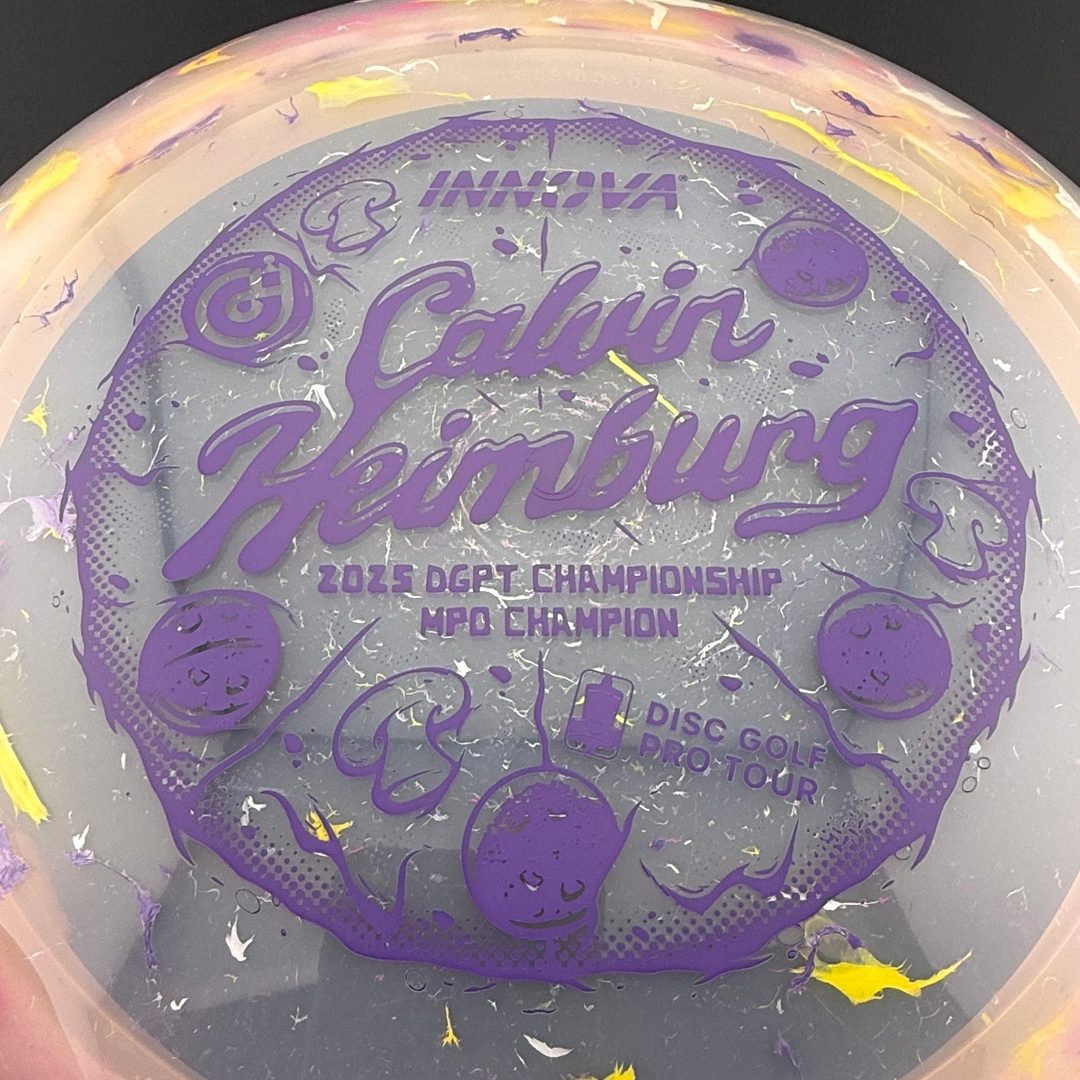 INNOVA
Calvin
Heimburg
2025 DGPT CHAMPIONSHIP
MPO CHAMPION
DISC GOLF
PRO TOUR